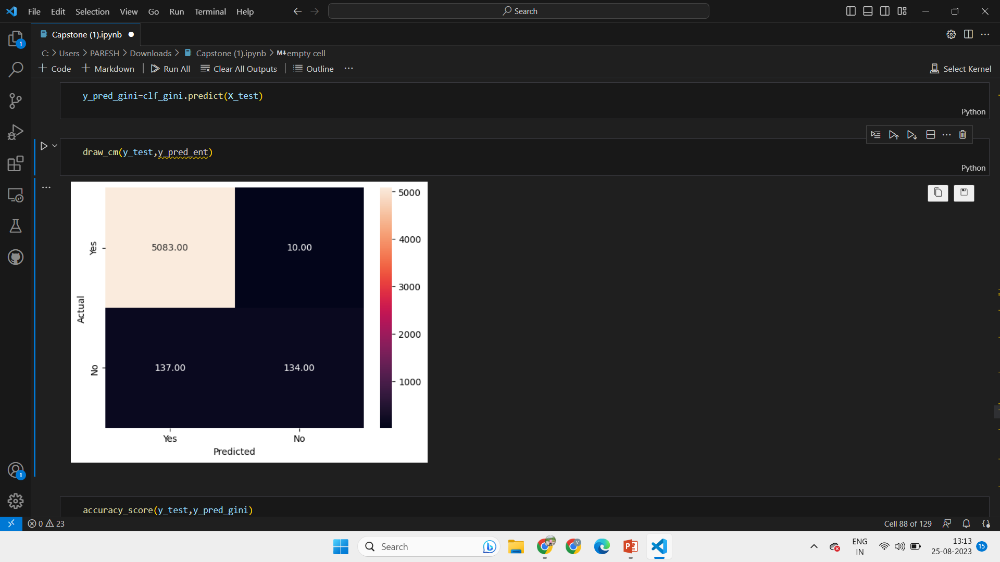 File Edit Selection View Go Run Terminal Help
Search
1
Capstone (1).ipynb
C: > Users > PARESH > Downloads > Capstone (1).ipynb > M↓empty cell
+ Code + Markdown | Run All Clear All Outputs | Outline ...
Select Kernel
y_pred_gini=clf_gini.predict(X_test)
Python
draw_cm(y_test,y_pred_ent)
Python
5083.00 10.00
137.00 134.00
Yes
No
Actual
Yes No
Predicted
5000
4000
3000
2000
1000
1
accuracy_score(y_test,y_pred_gini)
0 23
Cell 88 of 129
Search
V
P
ENG
IN
13:13
25-08-2023
15